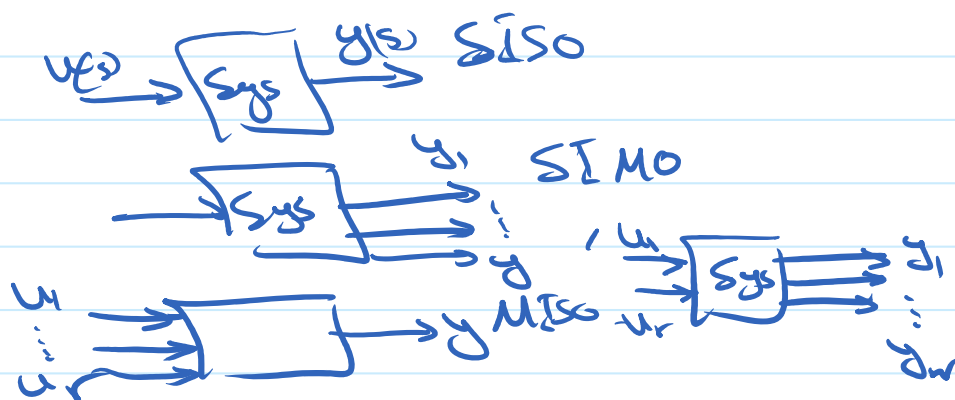 u(s) Sys y(s) SISO
Sys y₁ SIMO
⋮
y
u₁ Sys y₁
u₁ y MISO uᵣ ⋮
⋮ yₘ
uᵣ